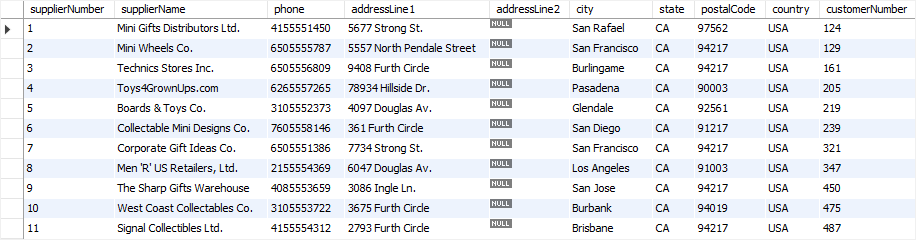 supplierNumber supplierName phone addressLine1 addressLine2 city state postalCode country customerNumber
1 Mini Gifts Distributors Ltd. 4155551450 5677 Strong St. NULL San Rafael CA 97562 USA 124
2 Mini Wheels Co. 6505555787 5557 North Pendale Street NULL San Francisco CA 94217 USA 129
3 Technics Stores Inc. 6505556809 9408 Furth Circle NULL Burlingame CA 94217 USA 161
4 Toys4GrownUps.com 6265557265 78934 Hillside Dr. NULL Pasadena CA 90003 USA 205
5 Boards & Toys Co. 3105552373 4097 Douglas Av. NULL Glendale CA 92561 USA 219
6 Collectable Mini Designs Co. 7605558146 361 Furth Circle NULL San Diego CA 91217 USA 239
7 Corporate Gift Ideas Co. 6505551386 7734 Strong St. NULL San Francisco CA 94217 USA 321
8 Men 'R' US Retailers, Ltd. 2155554369 6047 Douglas Av. NULL Los Angeles CA 91003 USA 347
9 The Sharp Gifts Warehouse 4085553659 3086 Ingle Ln. NULL San Jose CA 94217 USA 450
10 West Coast Collectables Co. 3105553722 3675 Furth Circle NULL Burbank CA 94019 USA 475
11 Signal Collectibles Ltd. 4155554312 2793 Furth Circle NULL Brisbane CA 94217 USA 487